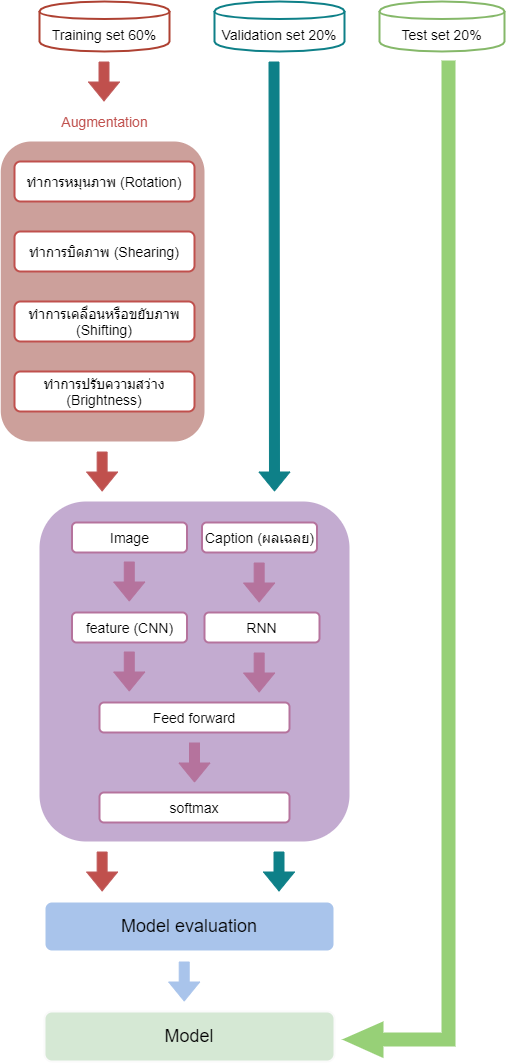 Training set 60%
Validation set 20%
Test set 20%
Augmentation
ทำการหมุนภาพ (Rotation)
ทำการบิดภาพ (Shearing)
ทำการเคลื่อนหรือขยับภาพ
(Shifting)
ทำการปรับความสว่าง
(Brightness)
Image
Caption (ผลเฉลย)
feature (CNN)
RNN
Feed forward
softmax
Model evaluation
Model